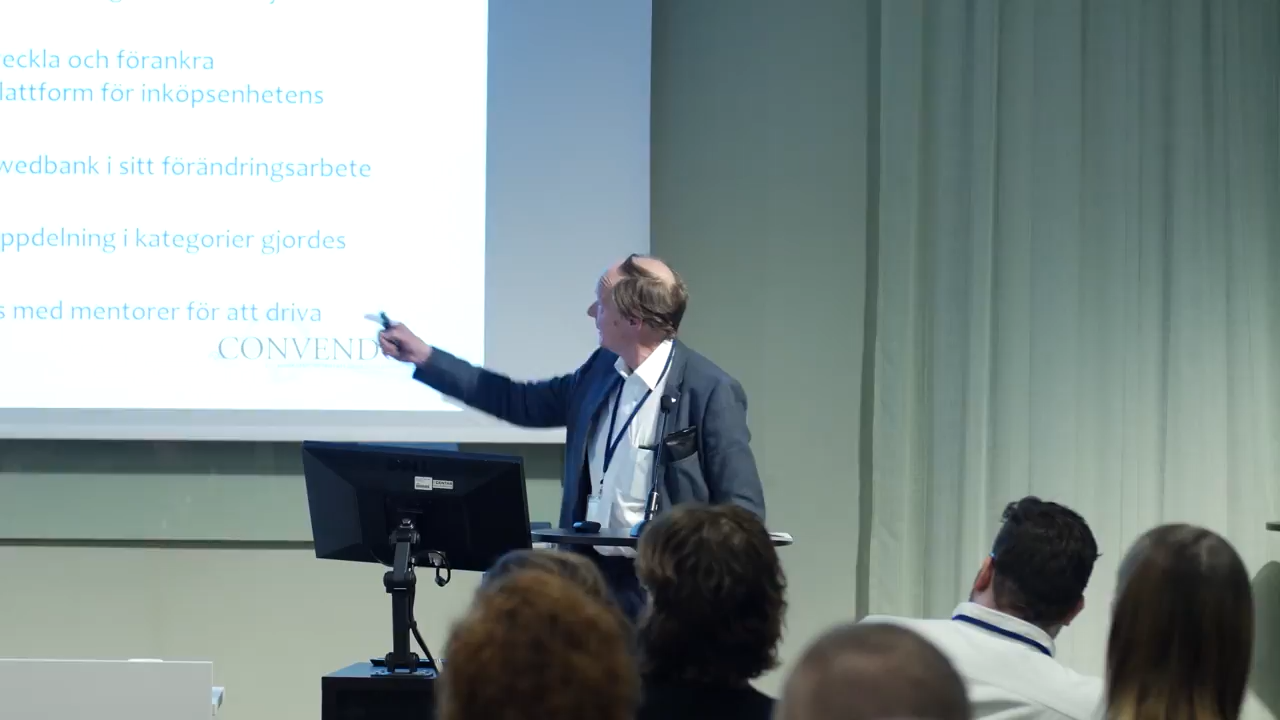 eckla och förankra
lattform för inköpsenhetens
wedbank i sitt förändringsarbete
ppdelning i kategorier gjordes
s med mentorer för att driva
CONVEND